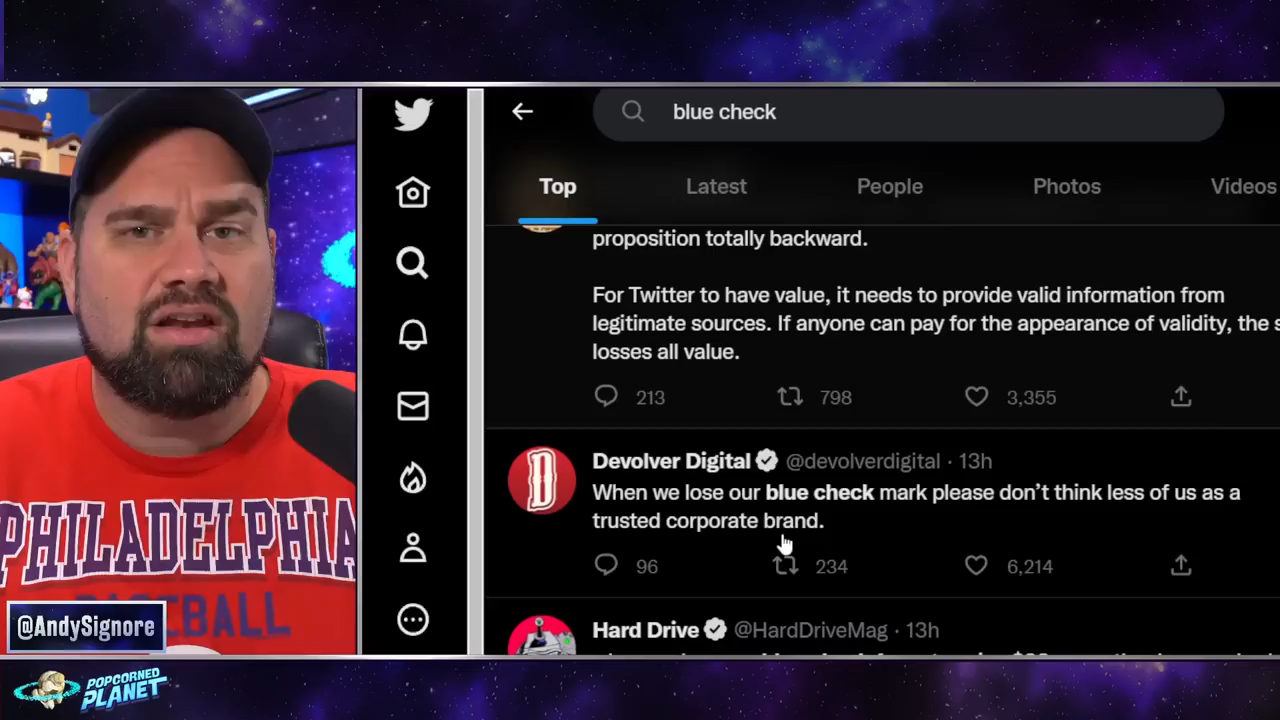 blue check
Top
Latest
People
Photos
Videos
proposition totally backward.
For Twitter to have value, it needs to provide valid information from
legitimate sources. If anyone can pay for the appearance of validity, the s
losses all value.
213
798
3,355
Devolver Digital @devolverdigital · 13h
When we lose our blue check mark please don’t think less of us as a
trusted corporate brand.
96
234
6,214
Hard Drive @HardDriveMag · 13h
PHILADELPHIA
BASEBALL
@AndySignore
POPCORNED
PLANET